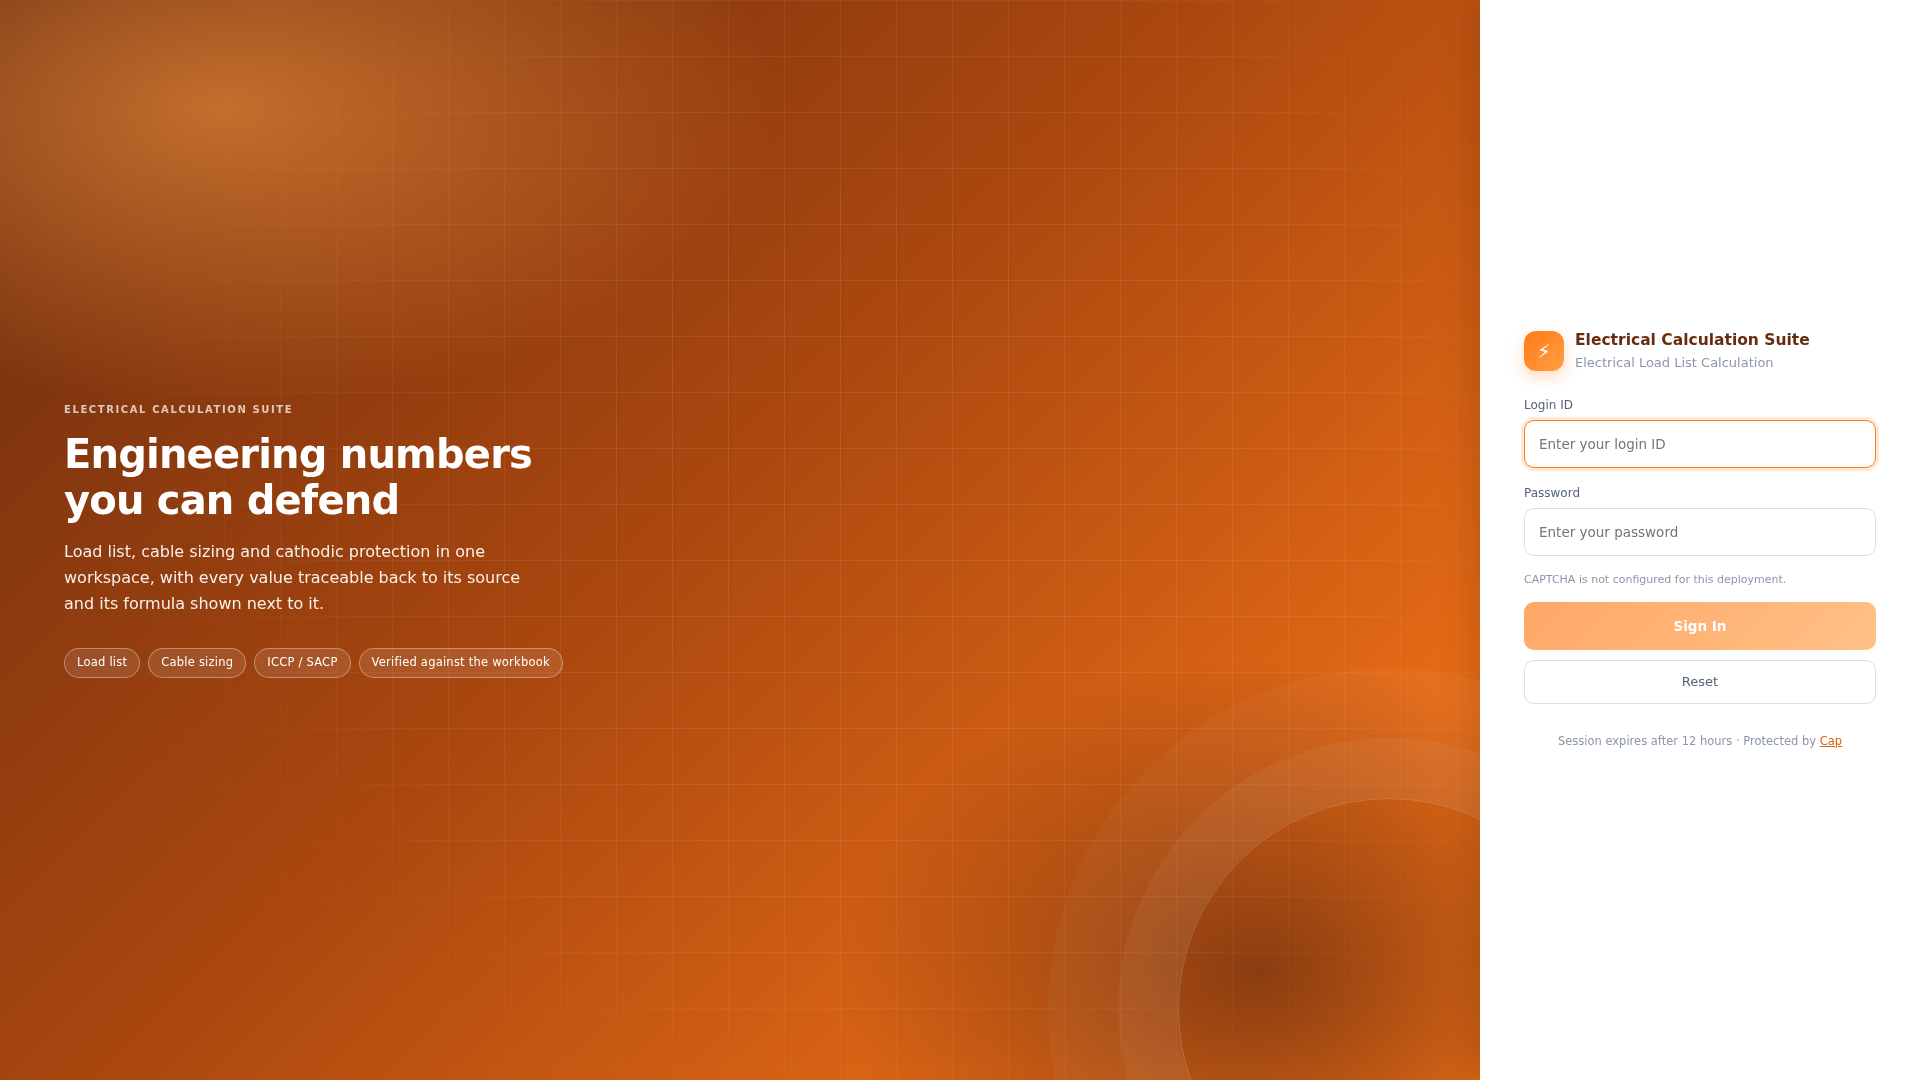 ELECTRICAL CALCULATION SUITE
Engineering numbers
you can defend
Load list, cable sizing and cathodic protection in one
workspace, with every value traceable back to its source
and its formula shown next to it.
Load list
Cable sizing
ICCP / SACP
Verified against the workbook
Electrical Calculation Suite
Electrical Load List Calculation
Login ID
Enter your login ID
Password
Enter your password
CAPTCHA is not configured for this deployment.
Sign In
Reset
Session expires after 12 hours · Protected by Cap